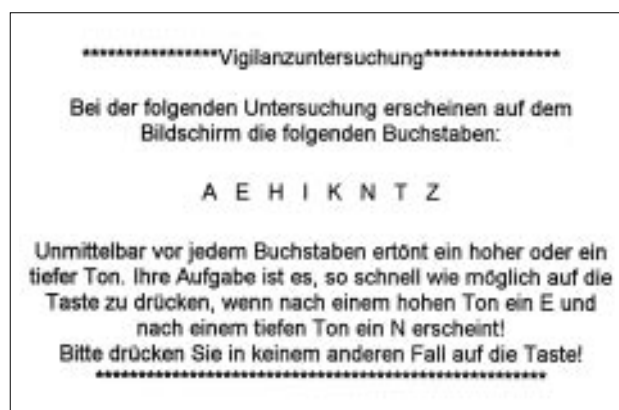 ****************Vigilanzuntersuchung****************
Bei der folgenden Untersuchung erscheinen auf dem
Bildschirm die folgenden Buchstaben:
A E H I K N T Z
Unmittelbar vor jedem Buchstaben ertönt ein hoher oder ein
tiefer Ton. Ihre Aufgabe ist es, so schnell wie möglich auf die
Taste zu drücken, wenn nach einem hohen Ton ein E und
nach einem tiefen Ton ein N erscheint!
Bitte drücken Sie in keinem anderen Fall auf die Taste!
*****************************************************